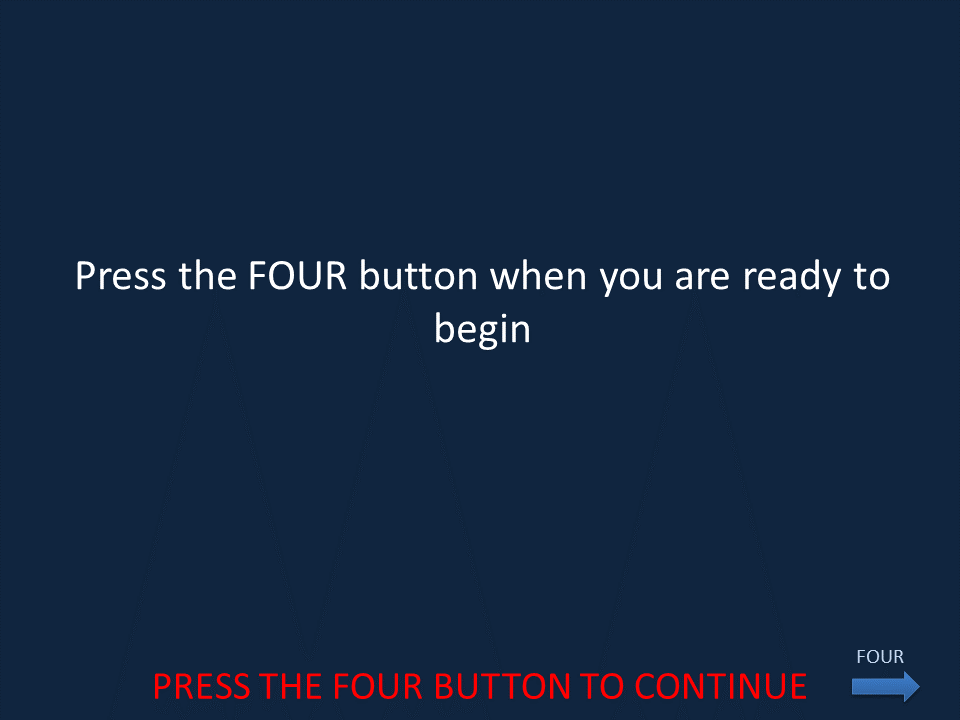 Press the FOUR button when you are ready to
begin
FOUR
PRESS THE FOUR BUTTON TO CONTINUE